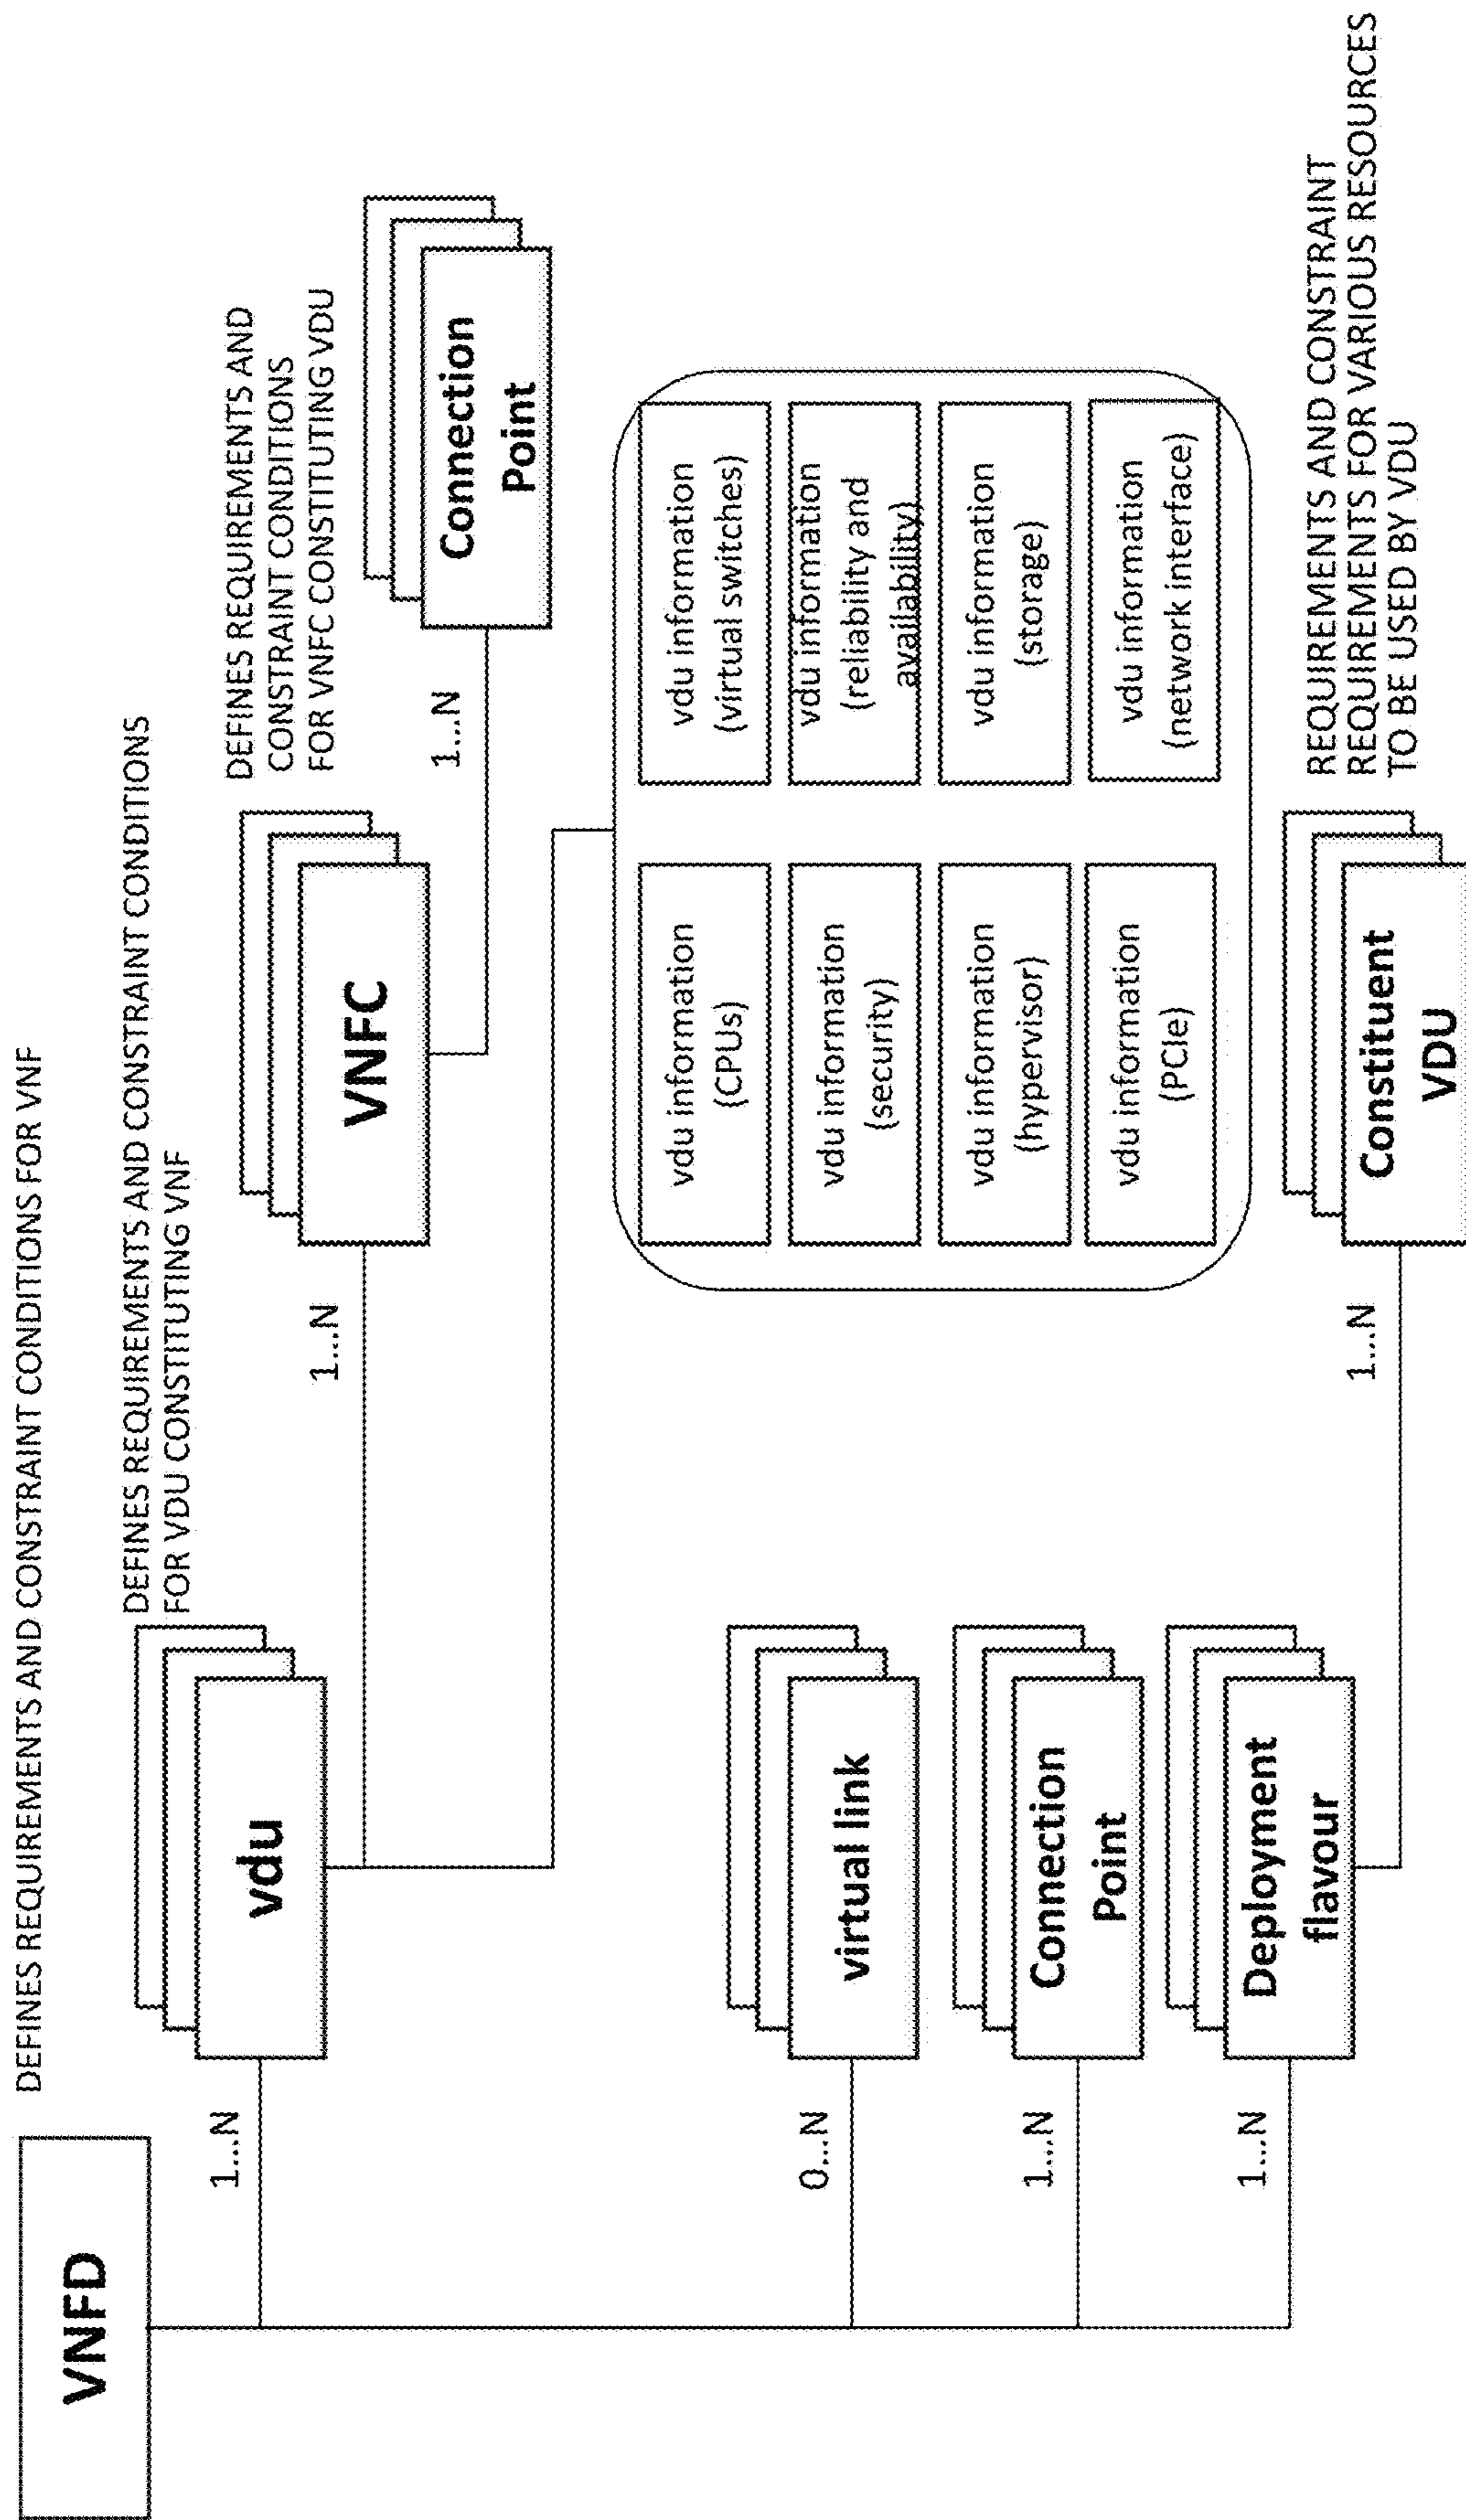 VNFD
DEFINES REQUIREMENTS AND CONSTRAINT CONDITIONS FOR VNF
1...N
vdu
DEFINES REQUIREMENTS AND CONSTRAINT CONDITIONS
FOR VDU CONSTITUTING VNF
1...N
VNFC
DEFINES REQUIREMENTS AND
CONSTRAINT CONDITIONS
FOR VNFC CONSTITUTING VDU
1...N
Connection
Point
vdu information
(CPUs)
vdu information
(virtual switches)
vdu information
(security)
vdu information
(reliability and
availability)
vdu information
(hypervisor)
vdu information
(storage)
vdu information
(PCIe)
vdu information
(network interface)
0...N
virtual link
1...N
Connection
Point
1...N
Deployment
flavour
1...N
Constituent
VDU
REQUIREMENTS AND CONSTRAINT
REQUIREMENTS FOR VARIOUS RESOURCES
TO BE USED BY VDU